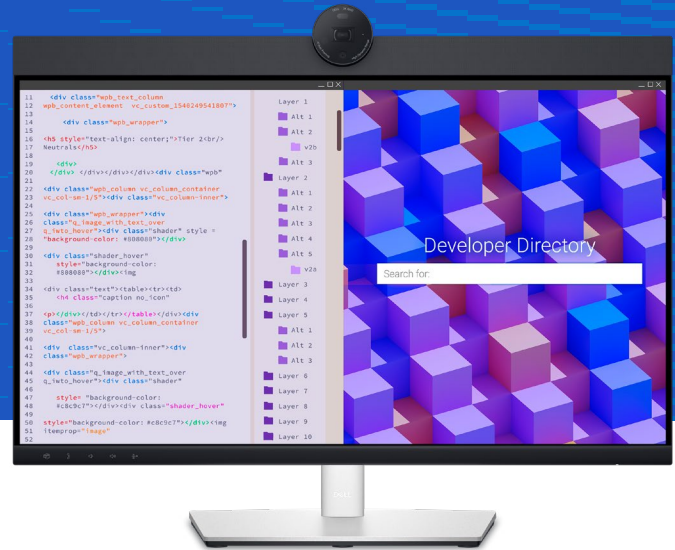 11 <div class="wpb_text_column
12 wpb_content_element vc_custom_1540249541807">
13
14 <div class="wpb_wrapper">
15
16 <h5 style="text-align: center;">Tier 2<br/>
17 Neutrals</h5>
18
19 <div>
20 </div> </div></div></div><div class="wpb"
21
22 <div class="wpb_column vc_column_container
23 vc_col-sm-1/5"><div class="vc_column-inner">
24
25 <div class="wpb_wrapper"><div
26 class="q_image_with_text_over
27 q_iwto_hover"><div class="shader" style =
28 "background-color: #808080"></div>
29
30 <div class="shader_hover"
31 style="background-color:
32 #808080"></div><img
33
34 <div class="text"><table><tr><td>
35 <h4 class="caption no_icon"
36
37 <p></div></td></tr></table></div><div
38 class="wpb_column vc_column_container
39 vc_col-sm-1/5">
40
41 <div class="vc_column-inner"><div
42 class="wpb_wrapper">
43
44 <div class="q_image_with_text_over
45 q_iwto_hover"><div class="shader"
46
47 style= "background-color:
48 #c8c9c7"></div><div class="shader_hover"
49
50 style="background-color: #c8c9c7"></div><img
51 itemprop="image"
52
Layer 1
Alt 1
Alt 2
v2b
Alt 3
Layer 2
Alt 1
Alt 2
Alt 3
Alt 4
Alt 5
v2a
Layer 3
Layer 4
Layer 5
Alt 1
Alt 2
Alt 3
Layer 6
Layer 7
Layer 8
Layer 9
Layer 10
Developer Directory
Search for:
DELL